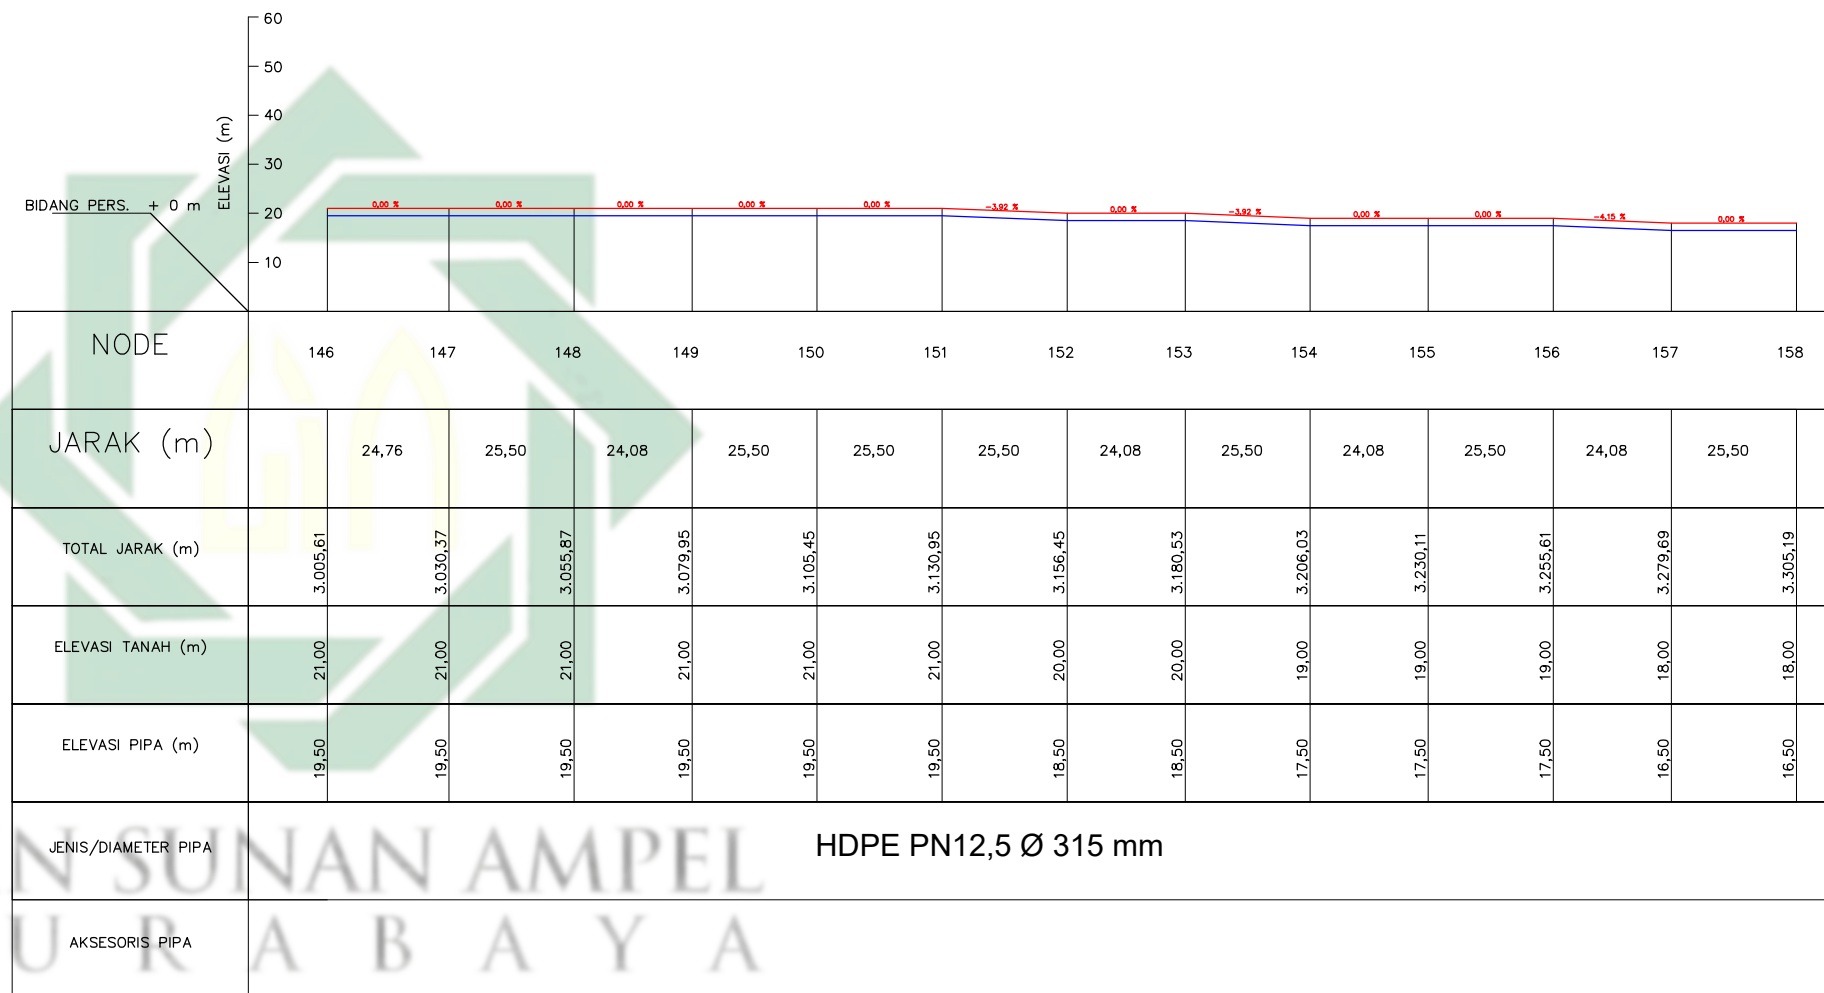 60
50
40
30
20
10
ELEVASI (m)
BIDANG PERS. + 0 m
0,00 % 0,00 % 0,00 % 0,00 % 0,00 % -3,92 % 0,00 % -3,92 % 0,00 % 0,00 % -4,15 % 0,00 %
NODE 146 147 148 149 150 151 152 153 154 155 156 157 158
JARAK (m) 24,76 25,50 24,08 25,50 25,50 25,50 24,08 25,50 24,08 25,50 24,08 25,50
TOTAL JARAK (m) 3.005,61 3.030,37 3.055,87 3.079,95 3.105,45 3.130,95 3.156,45 3.180,53 3.206,03 3.230,11 3.255,61 3.279,69 3.305,19
ELEVASI TANAH (m) 21,00 21,00 21,00 21,00 21,00 21,00 20,00 20,00 19,00 19,00 19,00 18,00 18,00
ELEVASI PIPA (m) 19,50 19,50 19,50 19,50 19,50 19,50 18,50 18,50 17,50 17,50 17,50 16,50 16,50
JENIS/DIAMETER PIPA HDPE PN12,5 Ø 315 mm
N SUNAN AMPEL
AKSESORIS PIPA
U R A B A Y A